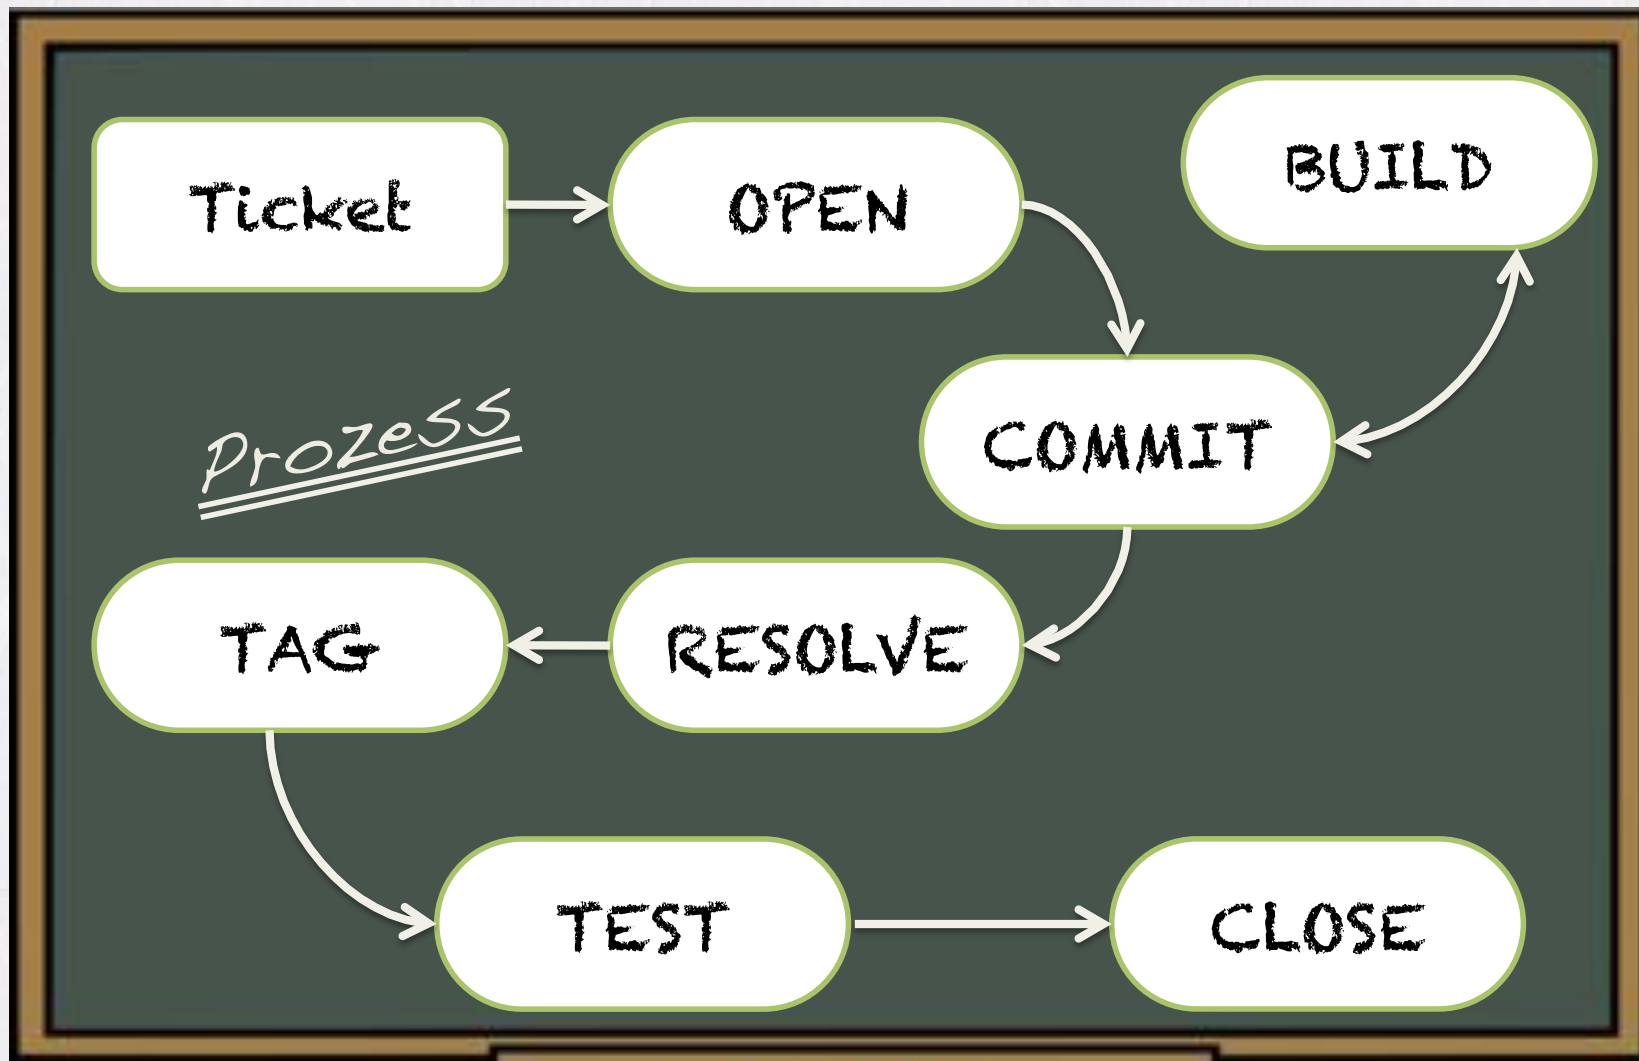 Ticket
OPEN
BUILD
COMMIT
Prozess
TAG
RESOLVE
TEST
CLOSE